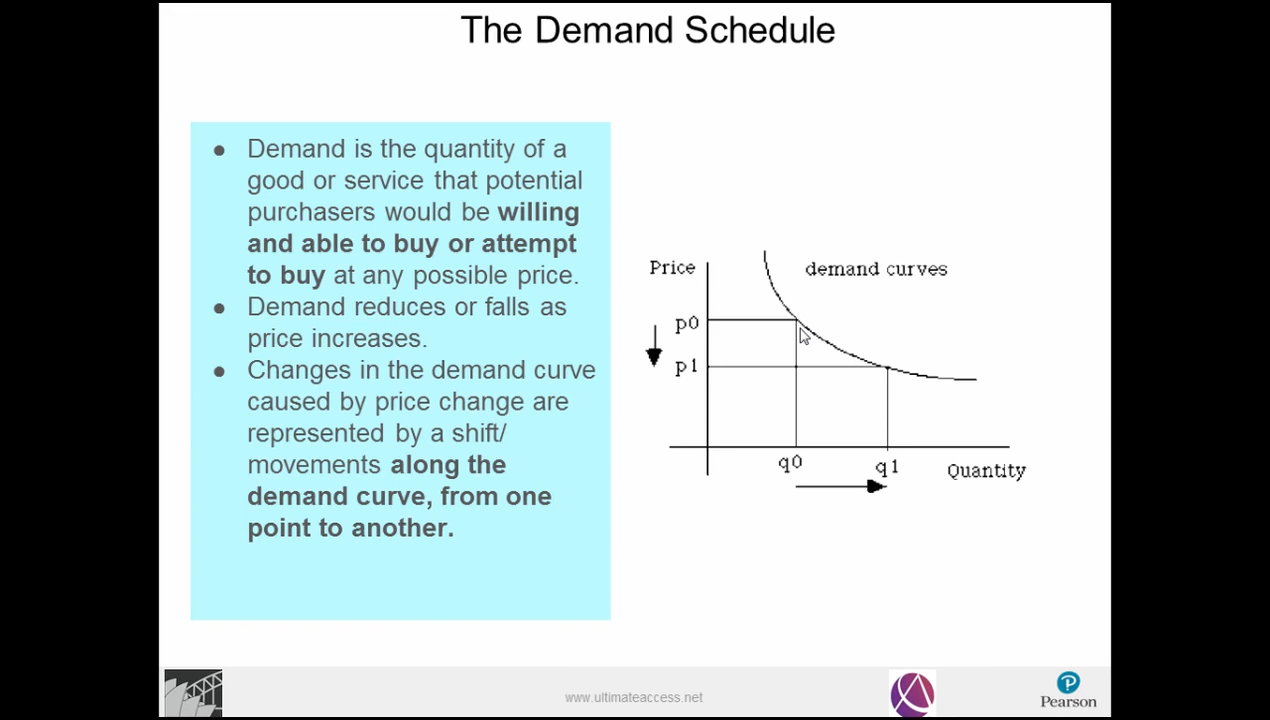 The Demand Schedule
● Demand is the quantity of a
good or service that potential
purchasers would be willing
and able to buy or attempt
to buy at any possible price.
● Demand reduces or falls as
price increases.
● Changes in the demand curve
caused by price change are
represented by a shift/
movements along the
demand curve, from one
point to another.
Price
demand curves
p0
p1
q0
q1
Quantity
www.ultimateaccess.net
P
Pearson